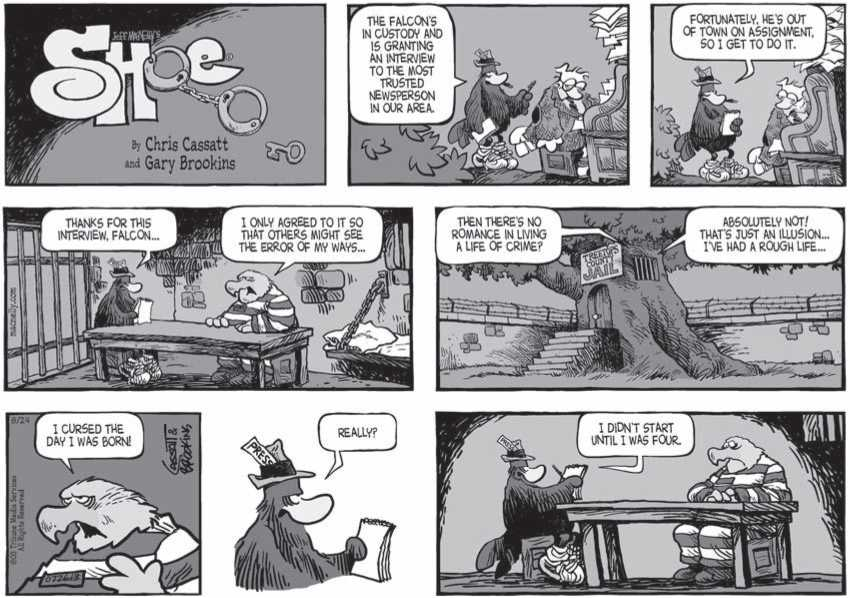 Jeff MacNelly's
SHOE
®
By Chris Cassatt
and Gary Brookins
THE FALCON'S
IN CUSTODY AND
IS GRANTING
AN INTERVIEW
TO THE MOST
TRUSTED
NEWSPERSON
IN OUR AREA.
FORTUNATELY, HE'S OUT
OF TOWN ON ASSIGNMENT,
SO I GET TO DO IT.
THANKS FOR THIS
INTERVIEW, FALCON...
I ONLY AGREED TO IT SO
THAT OTHERS MIGHT SEE
THE ERROR OF MY WAYS...
macnelly.com
THEN THERE'S NO
ROMANCE IN LIVING
A LIFE OF CRIME?
TREETOPS
COUNTY
JAIL
ABSOLUTELY NOT!
THAT'S JUST AN ILLUSION...
I'VE HAD A ROUGH LIFE...
9/24
I CURSED THE
DAY I WAS BORN!
CASSATT &
BROOKINS
©00 Tribune Media Services
All Rights Reserved
REALLY?
PRESS
I DIDN'T START
UNTIL I WAS FOUR.
PRESS